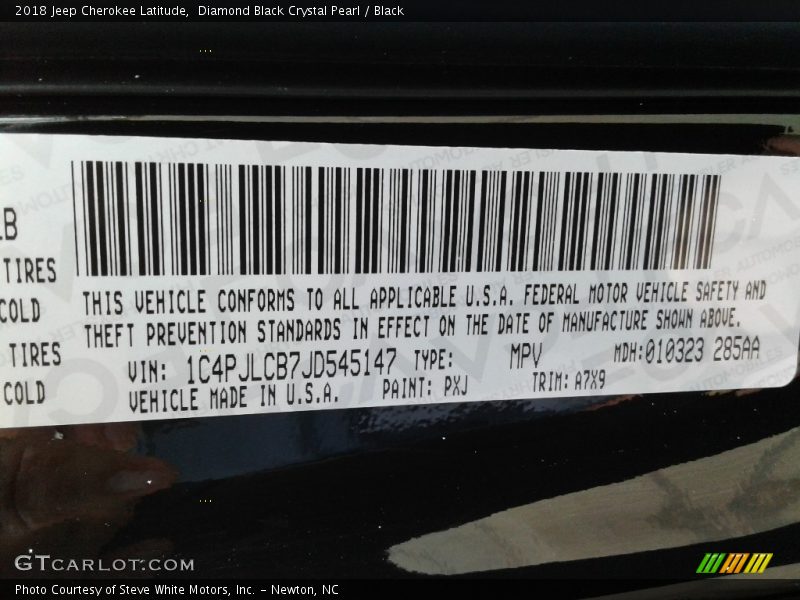 2018 Jeep Cherokee Latitude,  Diamond Black Crystal Pearl / Black
LB
TIRES
COLD
TIRES
COLD
THIS VEHICLE CONFORMS TO ALL APPLICABLE U.S.A. FEDERAL MOTOR VEHICLE SAFETY AND
THEFT PREVENTION STANDARDS IN EFFECT ON THE DATE OF MANUFACTURE SHOWN ABOVE.
VIN: 1C4PJLCB7JD545147 TYPE: MPV MDH:010323 285AA
VEHICLE MADE IN U.S.A. PAINT: PXJ TRIM: A7X9
GTCARLOT.COM
Photo Courtesy of Steve White Motors, Inc. – Newton, NC